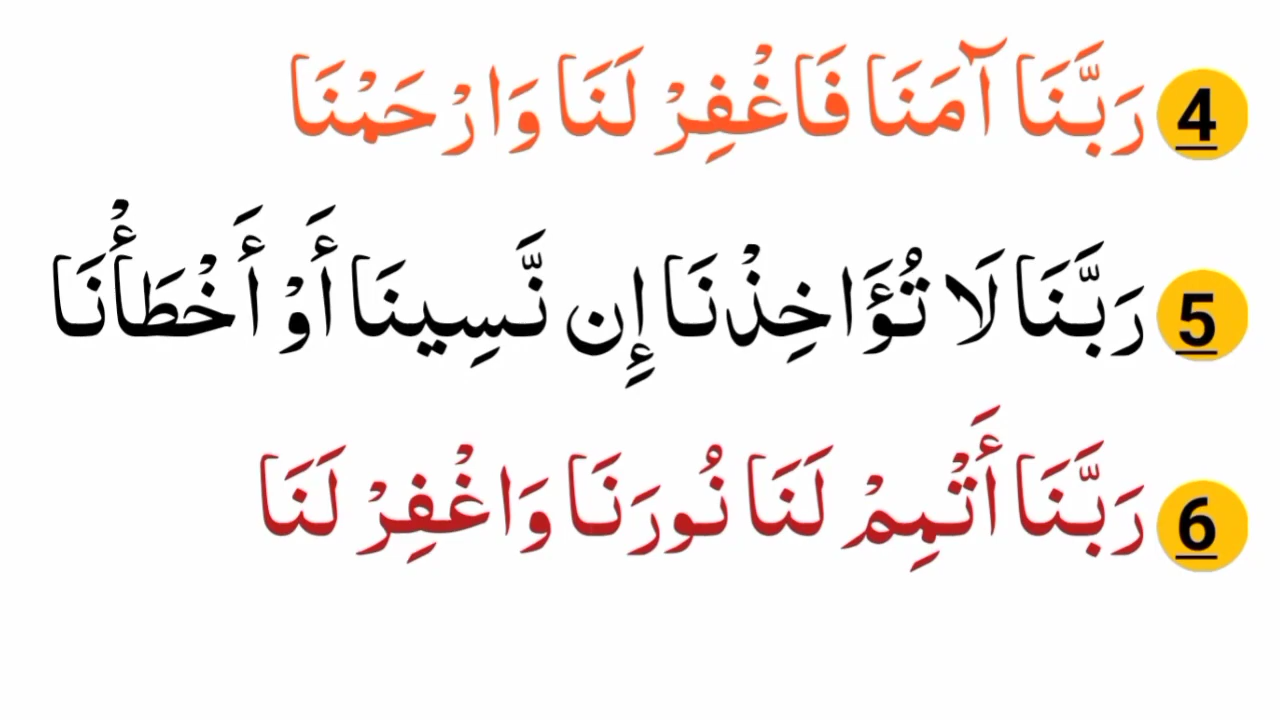 4 رَبَّنَا آمَنَا فَاغْفِرْ لَنَا وَارْحَمْنَا
5 رَبَّنَا لَا تُؤَاخِذْنَا إِن نَّسِينَا أَوْ أَخْطَأْنَا
6 رَبَّنَا أَتْمِمْ لَنَا نُورَنَا وَاغْفِرْ لَنَا